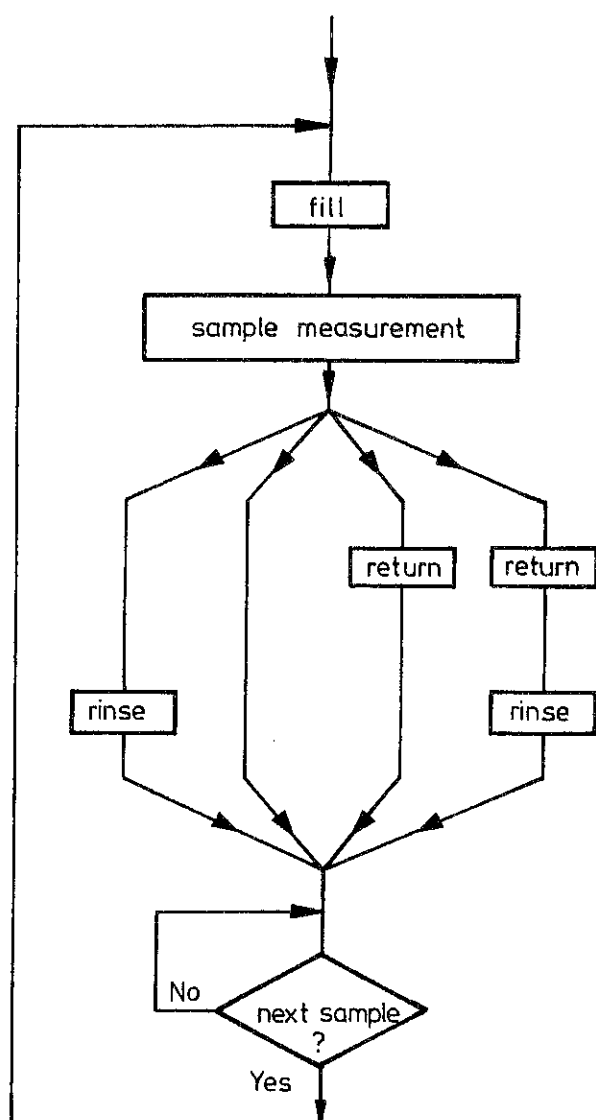 fill
sample measurement
return
return
rinse
rinse
No
next sample
?
Yes